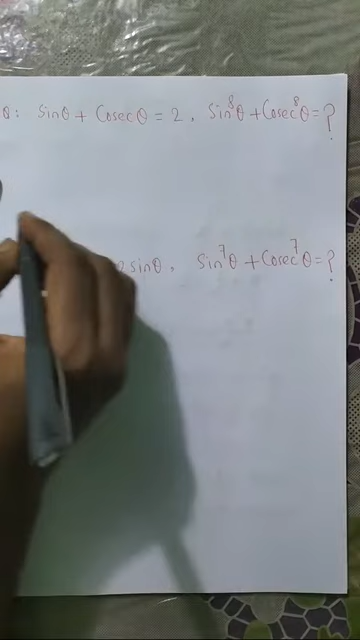 θ: Sinθ + Cosecθ = 2, Sin⁸θ + Cosec⁸θ = ?
sinθ, Sin⁷θ + Cosec⁷θ = ?